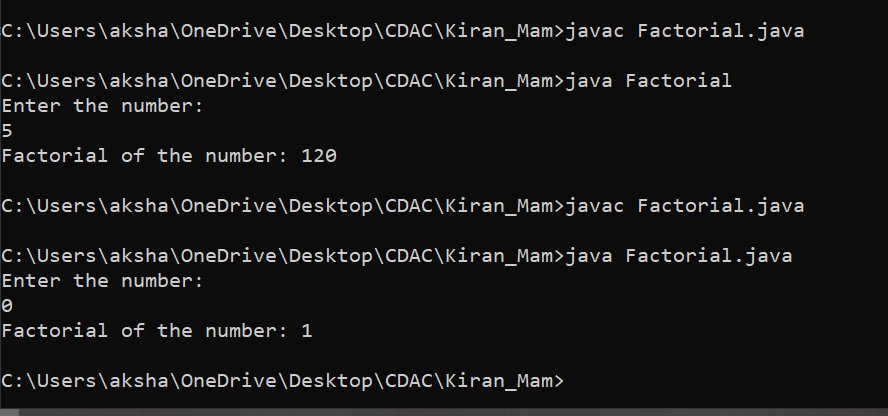 C:\Users\aksha\OneDrive\Desktop\CDAC\Kiran_Mam>javac Factorial.java
C:\Users\aksha\OneDrive\Desktop\CDAC\Kiran_Mam>java Factorial
Enter the number:
5
Factorial of the number: 120
C:\Users\aksha\OneDrive\Desktop\CDAC\Kiran_Mam>javac Factorial.java
C:\Users\aksha\OneDrive\Desktop\CDAC\Kiran_Mam>java Factorial.java
Enter the number:
0
Factorial of the number: 1
C:\Users\aksha\OneDrive\Desktop\CDAC\Kiran_Mam>